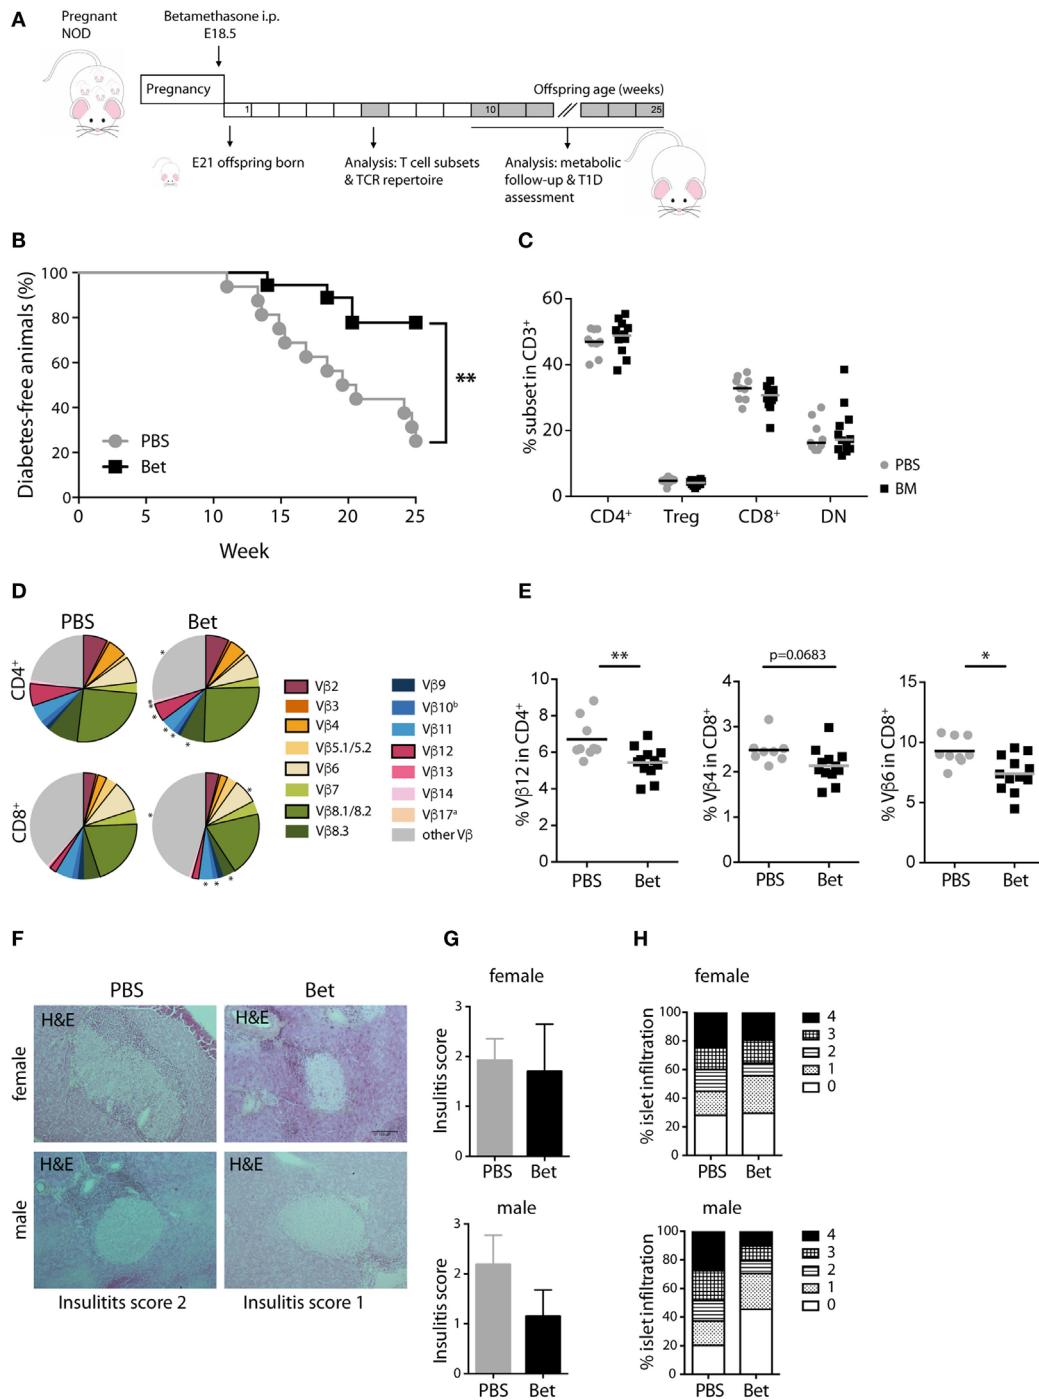 A
Pregnant
NOD
Betamethasone i.p.
E18.5
Pregnancy
Offspring age (weeks)
1
10
25
E21 offspring born
Analysis: T cell subsets
& TCR repertoire
Analysis: metabolic
follow-up & T1D
assessment
B
Diabetes-free animals (%)
100
80
60
40
20
0
PBS
Bet
**
0 5 10 15 20 25
Week
C
% subset in CD3+
60
40
20
0
CD4+ Treg CD8+ DN
PBS
BM
D
PBS Bet
CD4+
*
**
*
*
*
*
CD8+
*
*
*
*
*
Vβ2
Vβ3
Vβ4
Vβ5.1/5.2
Vβ6
Vβ7
Vβ8.1/8.2
Vβ8.3
Vβ9
Vβ10b
Vβ11
Vβ12
Vβ13
Vβ14
Vβ17a
other Vβ
E
% Vβ12 in CD4+
10
8
6
4
2
0
**
PBS Bet
% Vβ4 in CD8+
4
3
2
1
0
p=0.0683
PBS Bet
% Vβ6 in CD8+
15
10
5
0
*
PBS Bet
F
PBS Bet
female
H&E H&E
male
H&E H&E
Insulitits score 2 Insulitis score 1
G
female
Insulitis score
3
2
1
0
PBS Bet
male
Insulitis score
3
2
1
0
PBS Bet
H
female
% islet infiltration
100
80
60
40
20
0
PBS Bet
4
3
2
1
0
male
% islet infiltration
100
80
60
40
20
0
PBS Bet
4
3
2
1
0